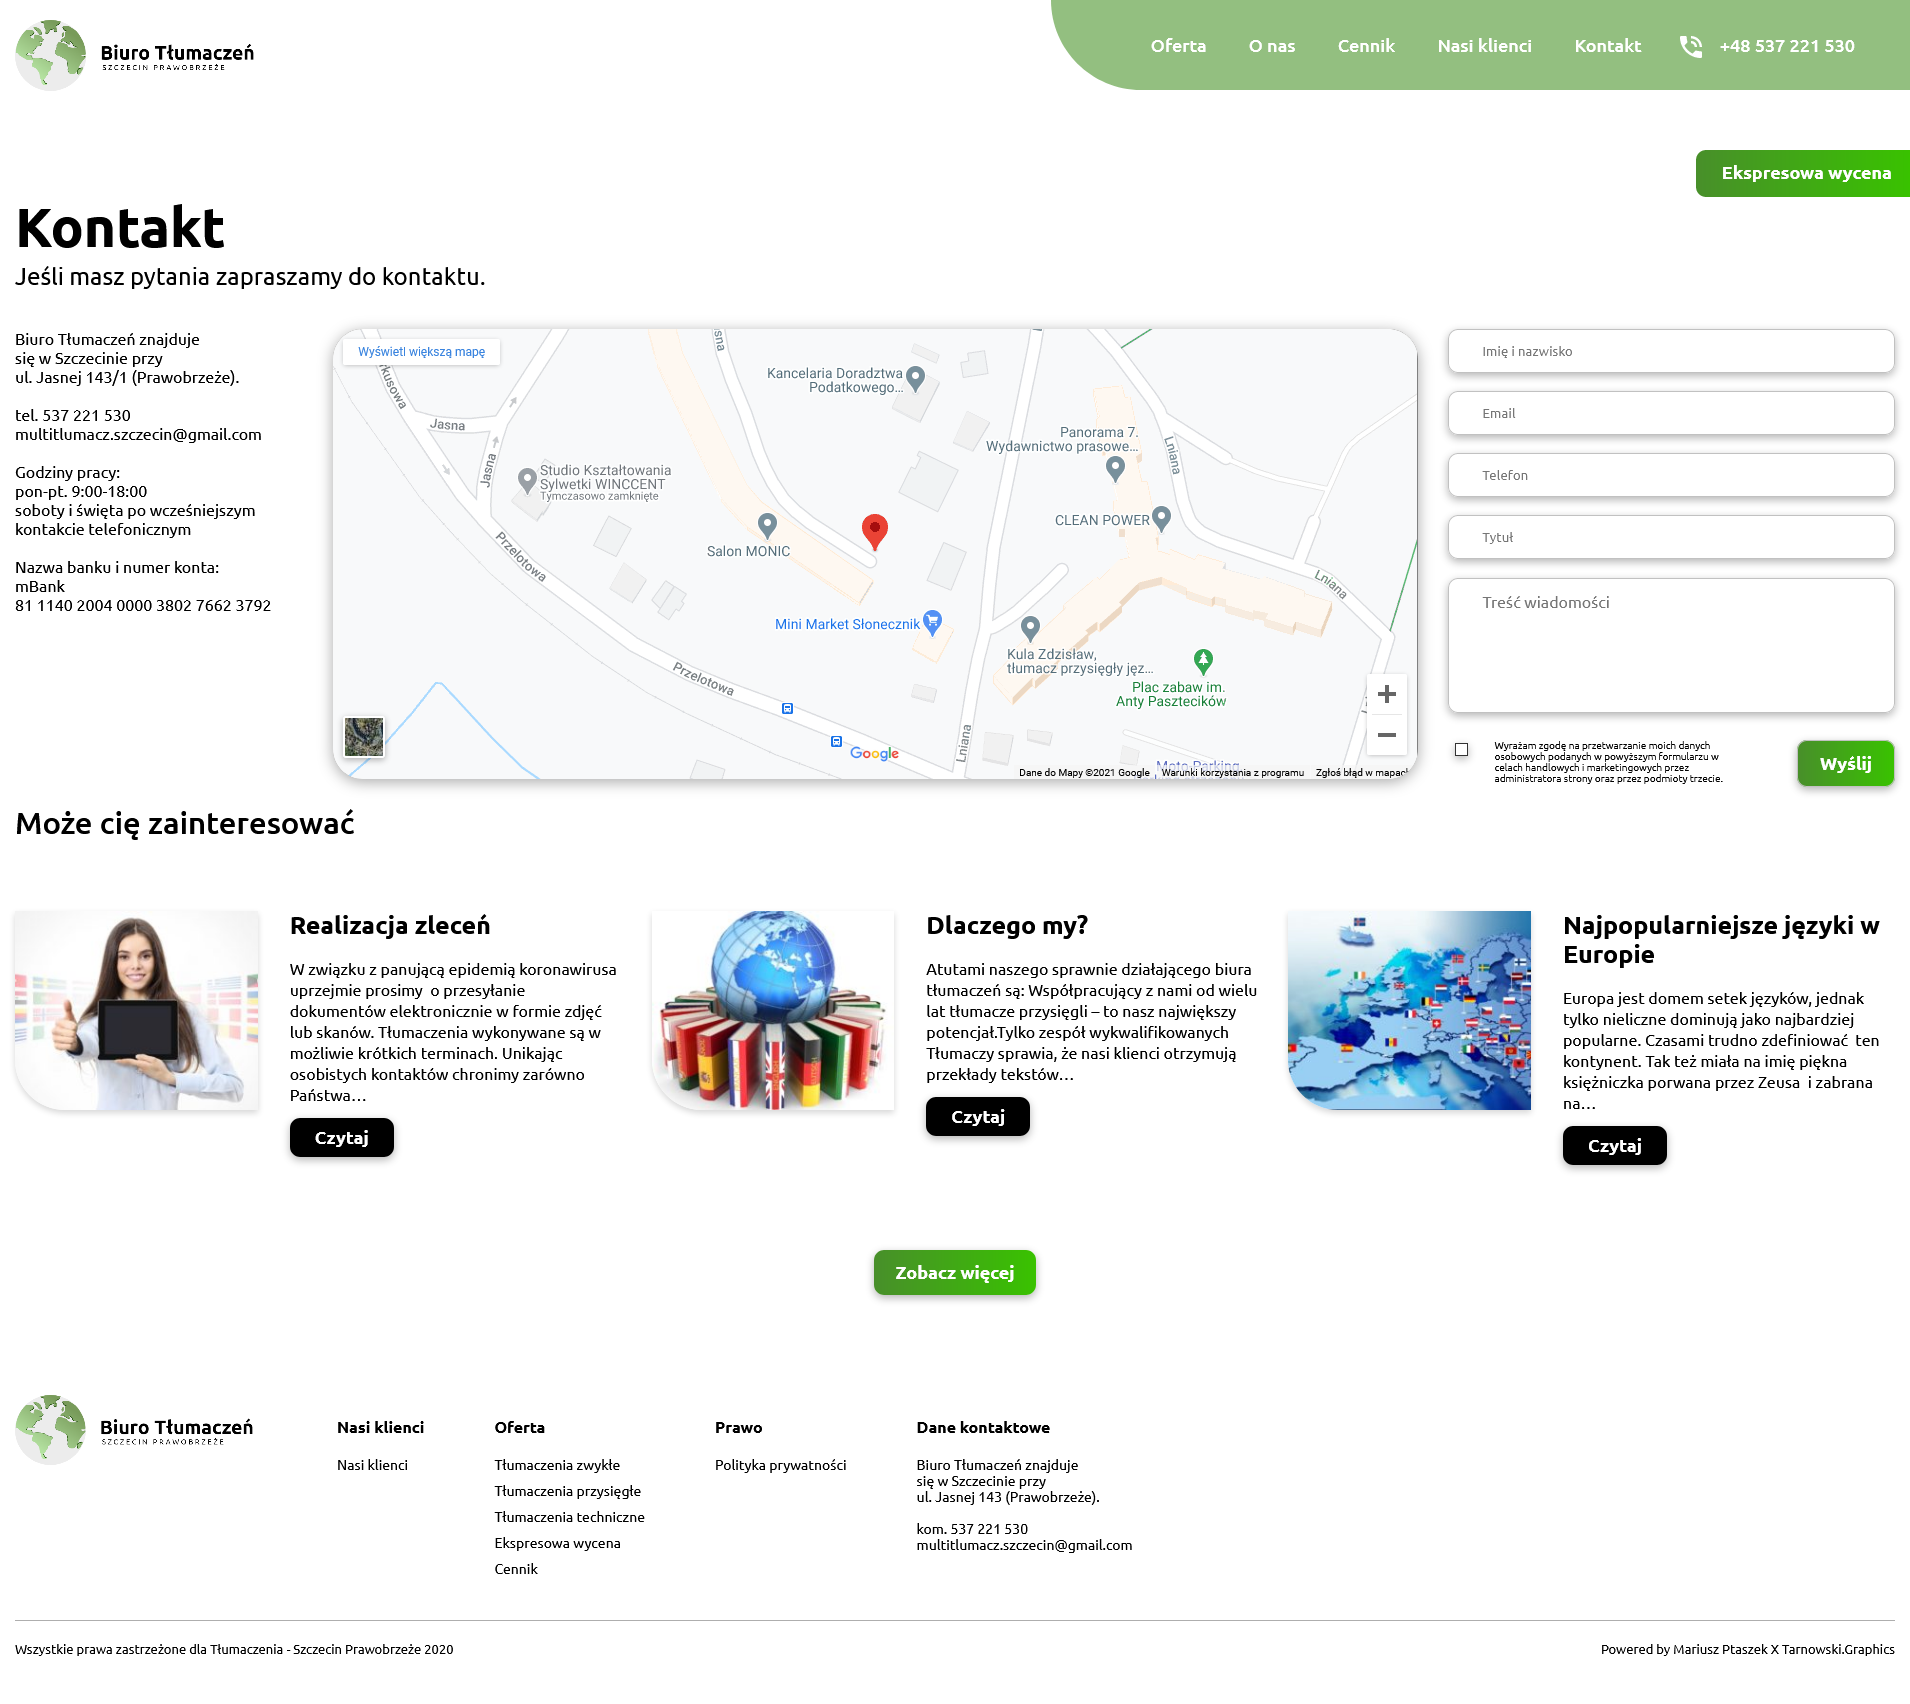 Biuro Tłumaczeń
SZCZECIN PRAWOBRZEŻE
Oferta
O nas
Cennik
Nasi klienci
Kontakt
+48 537 221 530
Ekspresowa wycena
Kontakt
Jeśli masz pytania zapraszamy do kontaktu.
Biuro Tłumaczeń znajduje
się w Szczecinie przy
ul. Jasnej 143/1 (Prawobrzeże).
tel. 537 221 530
multitlumacz.szczecin@gmail.com
Godziny pracy:
pon-pt. 9:00-18:00
soboty i święta po wcześniejszym
kontakcie telefonicznym
Nazwa banku i numer konta:
mBank
81 1140 2004 0000 3802 7662 3792
Wyświetl większą mapę
Kancelaria Doradztwa
Podatkowego...
Jasna
Jasna
Studio Kształtowania
Sylwetki WINCCENT
Tymczasowo zamknięte
Panorama 7.
Wydawnictwo prasowe...
Lniana
CLEAN POWER
Salon MONIC
Przelotowa
Lniana
Mini Market Słonecznik
Kula Zdzisław,
tłumacz przysięgły jęz...
Przelotowa
Plac zabaw im.
Anty Pasztecików
Lniana
Google
Moto Parking
Dane do Mapy ©2021 Google
Warunki korzystania z programu
Zgłoś błąd w mapach
Imię i nazwisko
Email
Telefon
Tytuł
Treść wiadomości
Wyrażam zgodę na przetwarzanie moich danych
osobowych podanych w powyższym formularzu w
celach handlowych i marketingowych przez
administratora strony oraz przez podmioty trzecie.
Wyślij
Może cię zainteresować
Realizacja zleceń
W związku z panującą epidemią koronawirusa
uprzejmie prosimy  o przesyłanie
dokumentów elektronicznie w formie zdjęć
lub skanów. Tłumaczenia wykonywane są w
możliwie krótkich terminach. Unikając
osobistych kontaktów chronimy zarówno
Państwa…
Czytaj
Dlaczego my?
Atutami naszego sprawnie działającego biura
tłumaczeń są: Współpracujący z nami od wielu
lat tłumacze przysięgli – to nasz największy
potencjał.Tylko zespół wykwalifikowanych
Tłumaczy sprawia, że nasi klienci otrzymują
przekłady tekstów…
Czytaj
Najpopularniejsze języki w
Europie
Europa jest domem setek języków, jednak
tylko nieliczne dominują jako najbardziej
popularne. Czasami trudno zdefiniować  ten
kontynent. Tak też miała na imię piękna
księżniczka porwana przez Zeusa  i zabrana
na…
Czytaj
Zobacz więcej
Biuro Tłumaczeń
SZCZECIN PRAWOBRZEŻE
Nasi klienci
Nasi klienci
Oferta
Tłumaczenia zwykłe
Tłumaczenia przysięgłe
Tłumaczenia techniczne
Ekspresowa wycena
Cennik
Prawo
Polityka prywatności
Dane kontaktowe
Biuro Tłumaczeń znajduje
się w Szczecinie przy
ul. Jasnej 143 (Prawobrzeże).
kom. 537 221 530
multitlumacz.szczecin@gmail.com
Wszystkie prawa zastrzeżone dla Tłumaczenia - Szczecin Prawobrzeże 2020
Powered by Mariusz Ptaszek X Tarnowski.Graphics